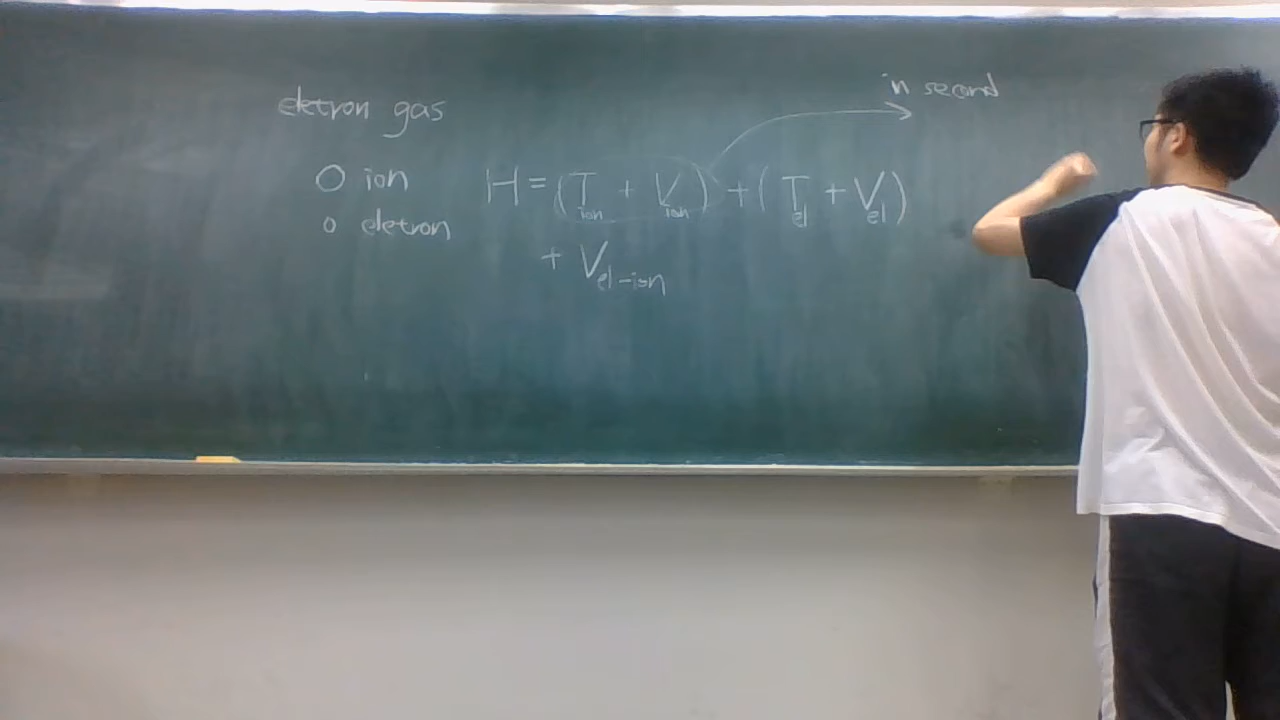 in second
eletron gas
O ion
H = (T_ion + V_ion) + (T_el + V_el)
o eletron
+ V_el-ion